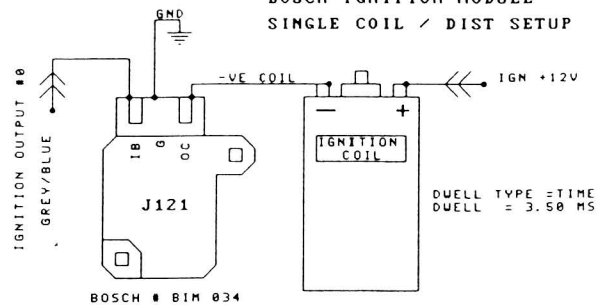 BOSCH IGNITION MODULE
SINGLE COIL / DIST SETUP
GND
-VE COIL
IGN +12V
IGNITION OUTPUT #0
GREY/BLUE
IB
G
OC
J121
- +
IGNITION
COIL
DWELL TYPE =TIME
DWELL = 3.50 MS
BOSCH # BIM 034